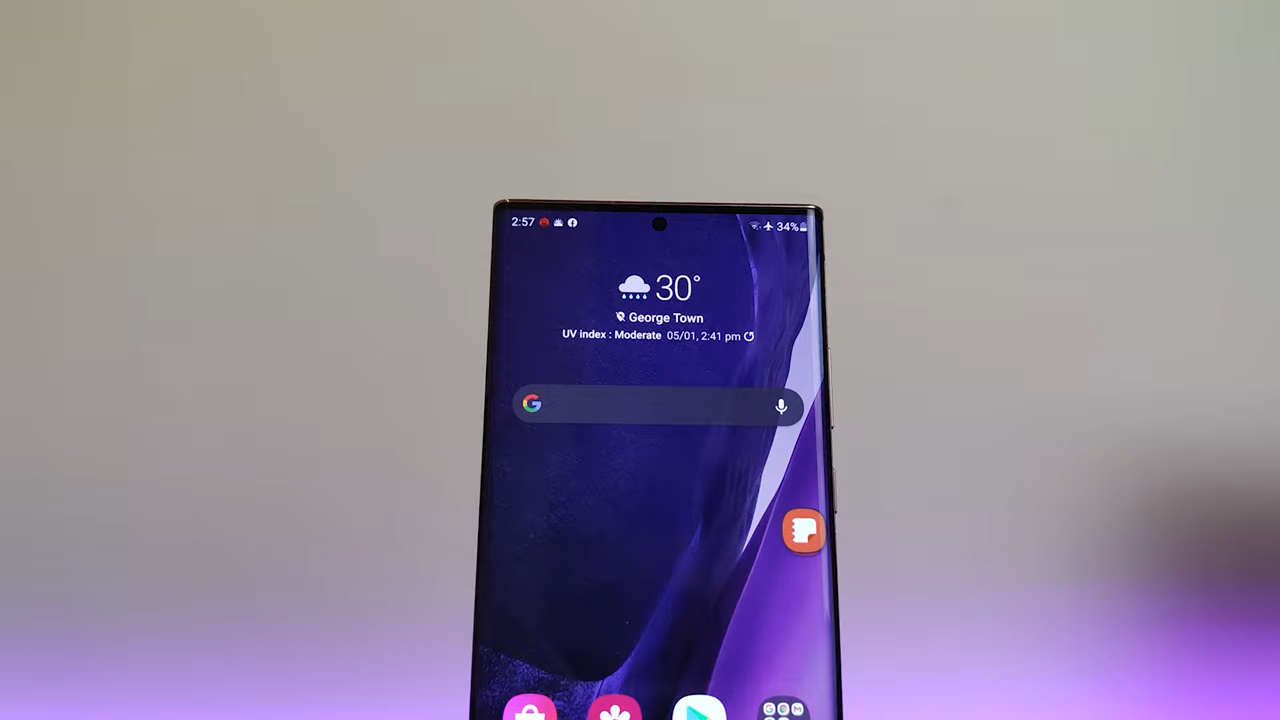 2:57 34%
30°
George Town
UV index : Moderate 05/01, 2:41 pm